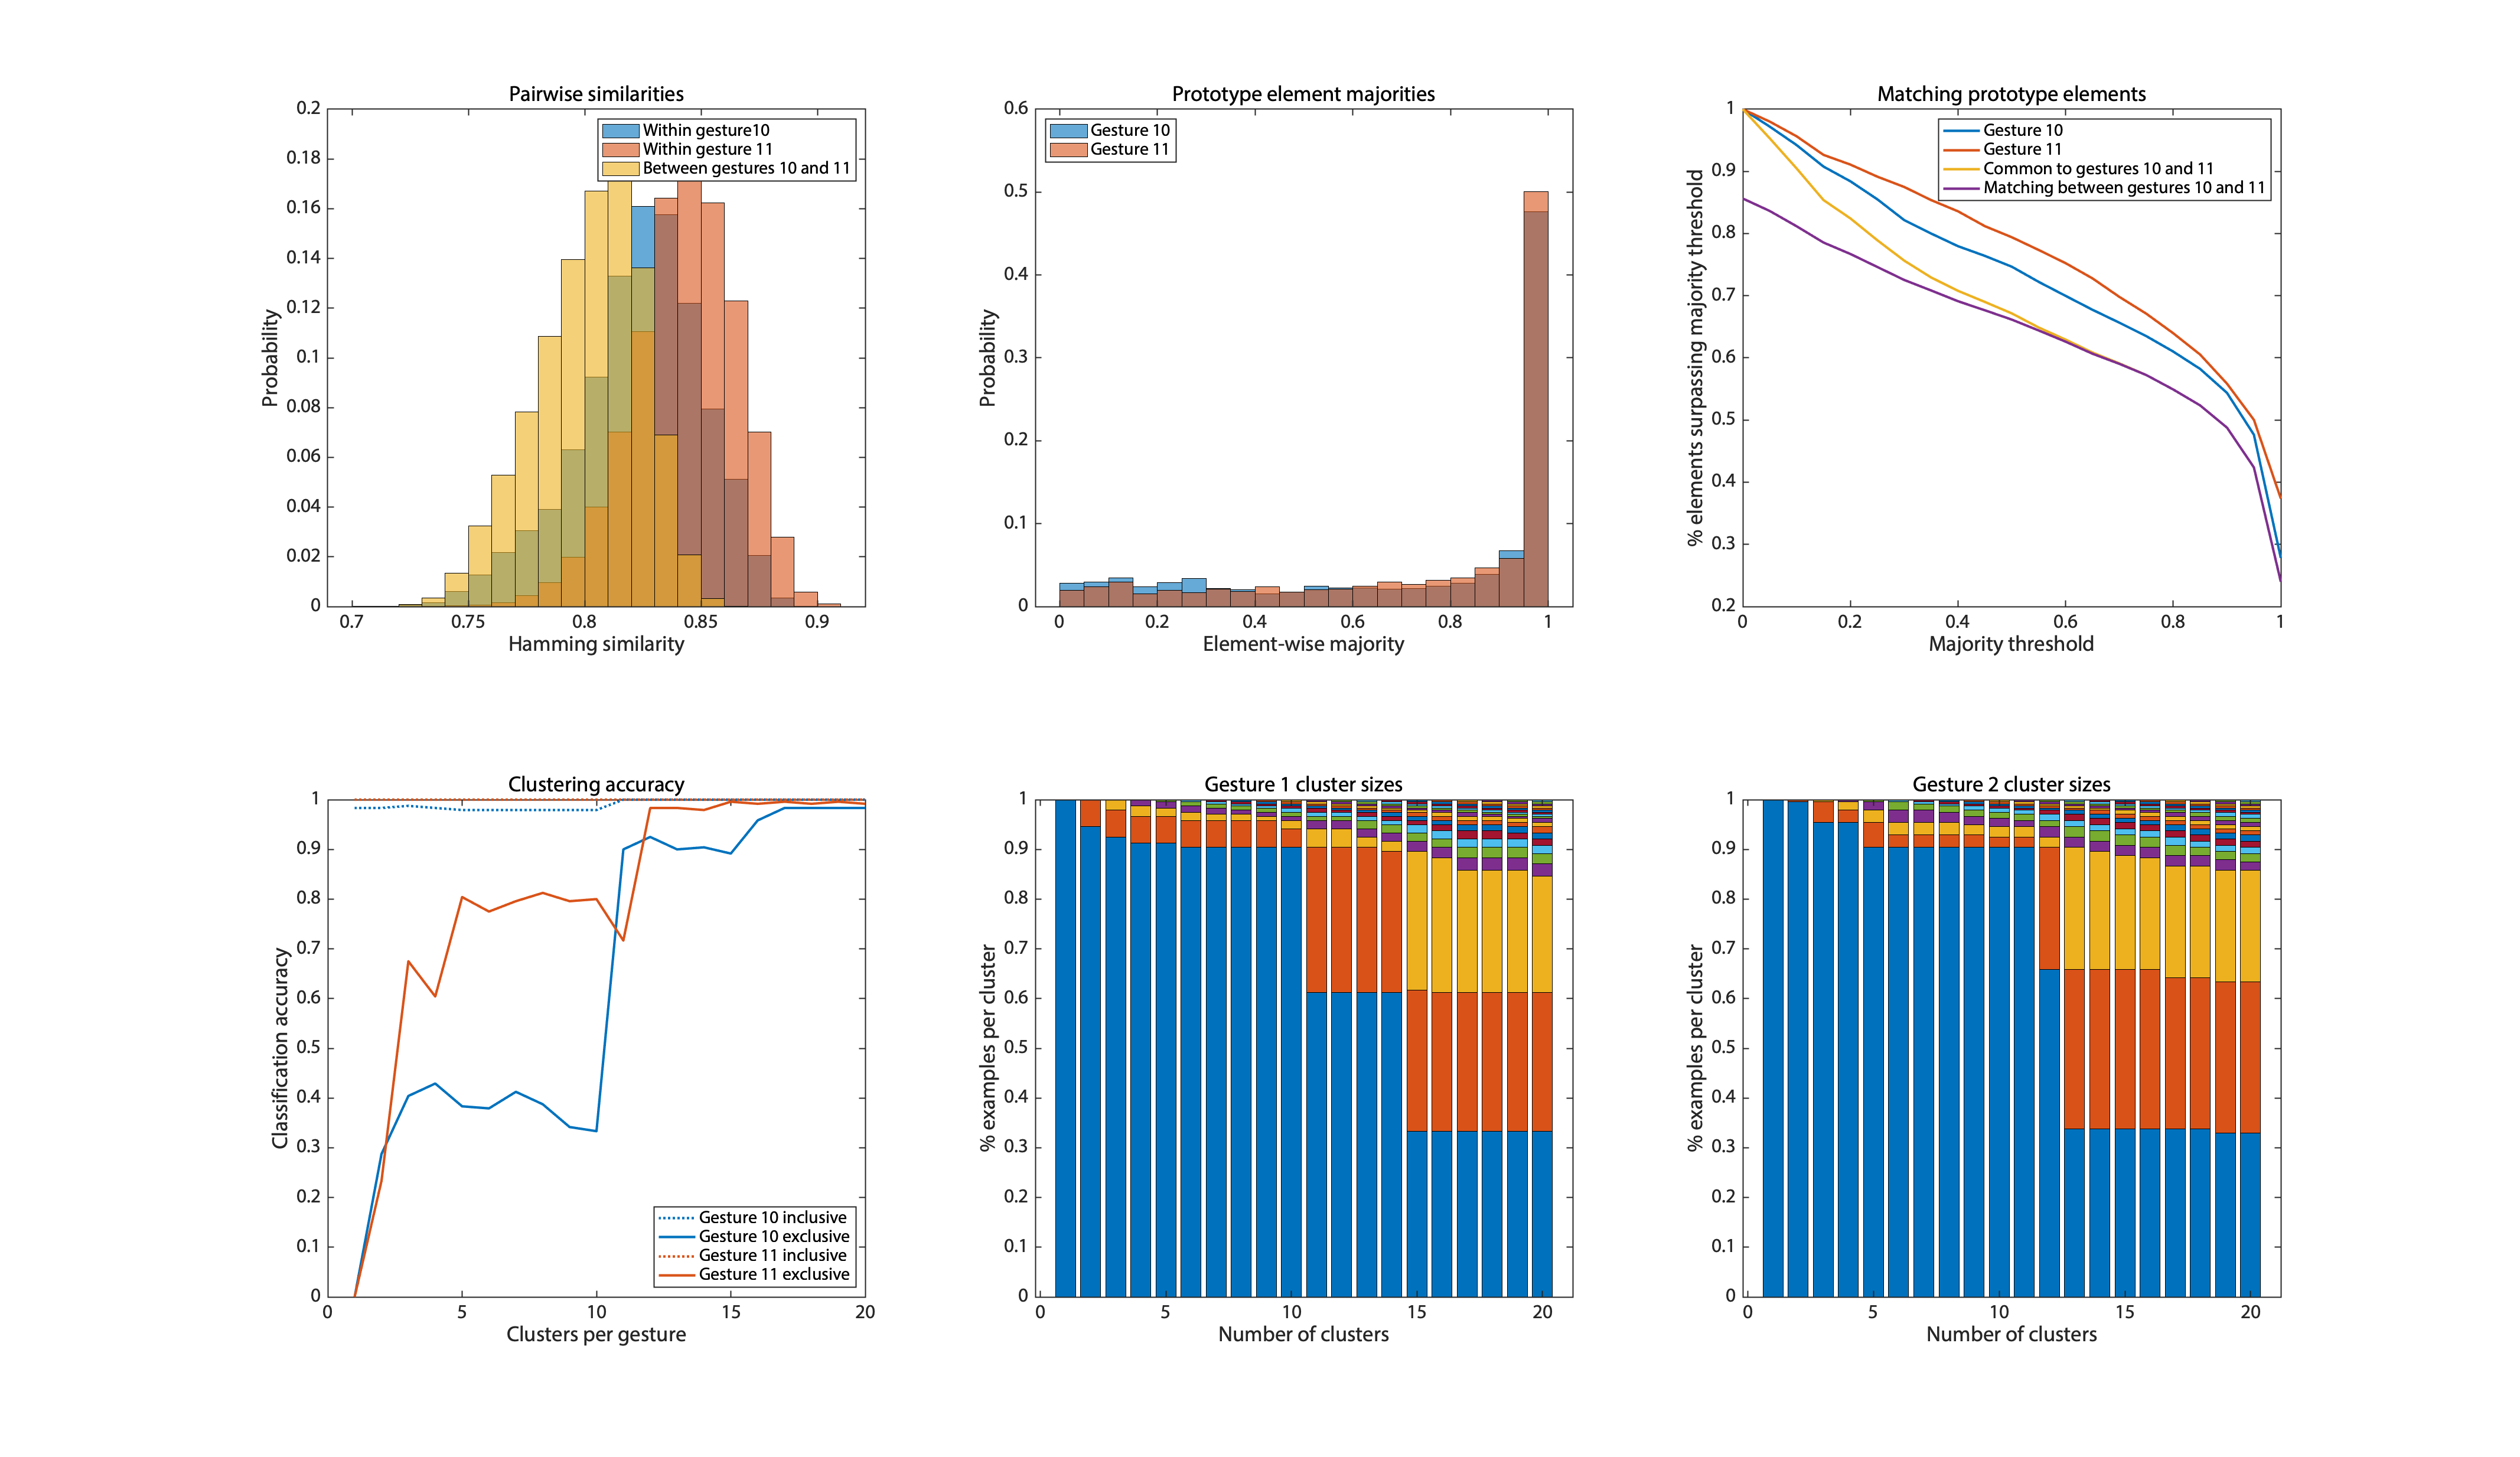 Pairwise similarities
0.2
0.18
0.16
0.14
0.12
0.1
0.08
0.06
0.04
0.02
0
Probability
Within gesture10
Within gesture 11
Between gestures 10 and 11
0.7 0.75 0.8 0.85 0.9
Hamming similarity
Prototype element majorities
0.6
0.5
0.4
0.3
0.2
0.1
0
Probability
Gesture 10
Gesture 11
0 0.2 0.4 0.6 0.8 1
Element-wise majority
Matching prototype elements
1
0.9
0.8
0.7
0.6
0.5
0.4
0.3
0.2
% elements surpassing majority threshold
Gesture 10
Gesture 11
Common to gestures 10 and 11
Matching between gestures 10 and 11
0 0.2 0.4 0.6 0.8 1
Majority threshold
Clustering accuracy
1
0.9
0.8
0.7
0.6
0.5
0.4
0.3
0.2
0.1
0
Classification accuracy
Gesture 10 inclusive
Gesture 10 exclusive
Gesture 11 inclusive
Gesture 11 exclusive
0 5 10 15 20
Clusters per gesture
Gesture 1 cluster sizes
1
0.9
0.8
0.7
0.6
0.5
0.4
0.3
0.2
0.1
0
% examples per cluster
0 5 10 15 20
Number of clusters
Gesture 2 cluster sizes
1
0.9
0.8
0.7
0.6
0.5
0.4
0.3
0.2
0.1
0
% examples per cluster
0 5 10 15 20
Number of clusters